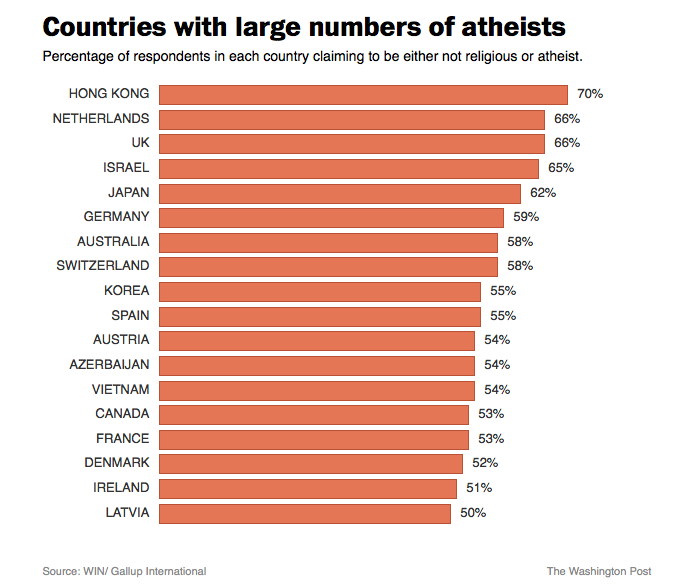 Countries with large numbers of atheists
Percentage of respondents in each country claiming to be either not religious or atheist.
HONG KONG 70%
NETHERLANDS 66%
UK 66%
ISRAEL 65%
JAPAN 62%
GERMANY 59%
AUSTRALIA 58%
SWITZERLAND 58%
KOREA 55%
SPAIN 55%
AUSTRIA 54%
AZERBAIJAN 54%
VIETNAM 54%
CANADA 53%
FRANCE 53%
DENMARK 52%
IRELAND 51%
LATVIA 50%
Source: WIN/ Gallup International The Washington Post